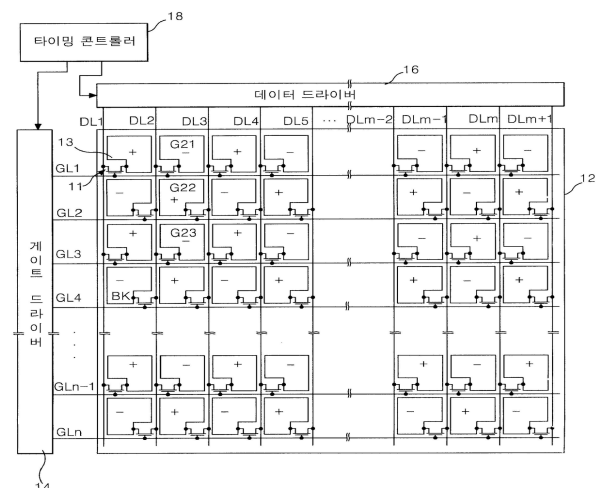 18
타이밍 콘트롤러
16
데이터 드라이버
DL1 DL2 DL3 DL4 DL5 ··· DLm-2 DLm-1 DLm DLm+1
13
G21
+ − + − − + −
GL1
11
12
G22
− + − + + − +
GL2
G23
+ − + − − + −
GL3
− + − + + − +
GL4 BK
게이트 드라이버
+ − + − + − +
GLn-1
− + − + − + −
GLn
14